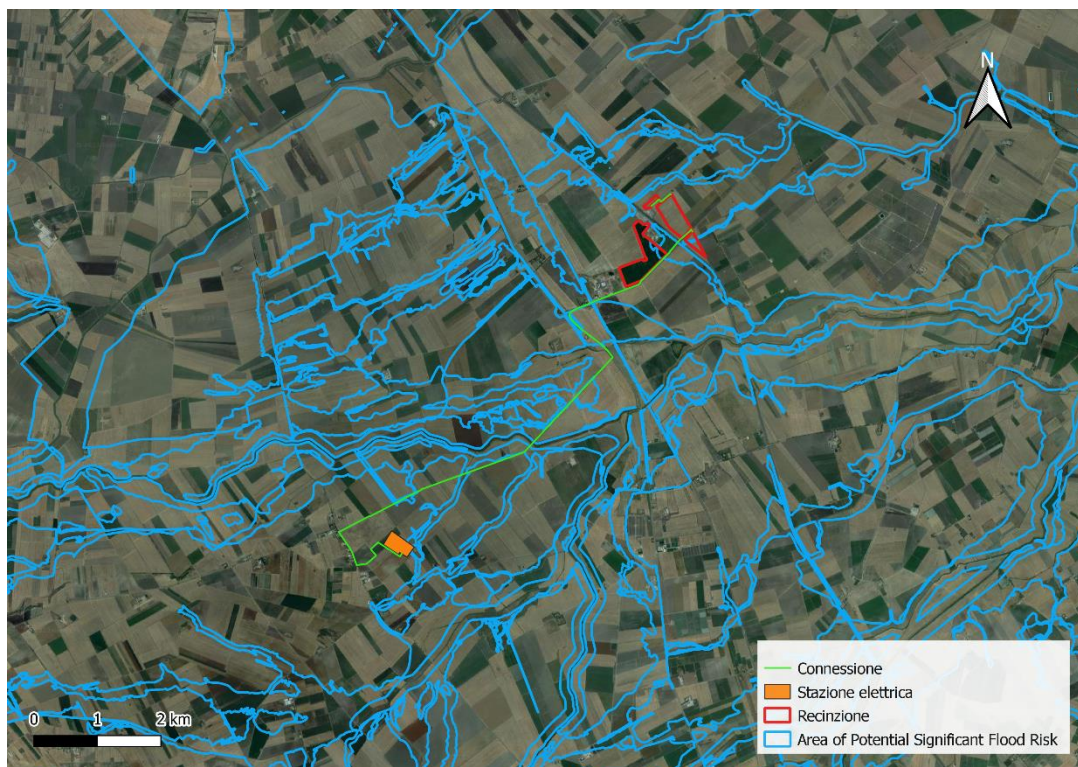 N
Connessione
Stazione elettrica
Recinzione
Area of Potential Significant Flood Risk
0 1 2 km